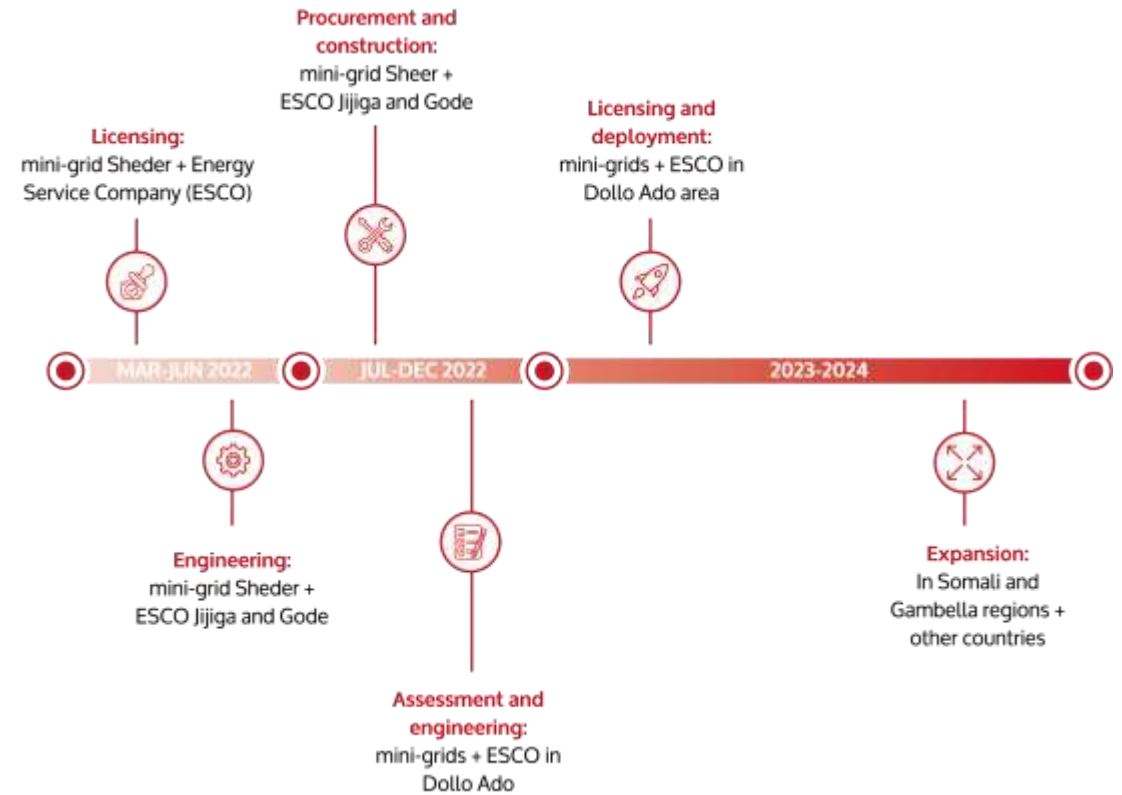 Procurement and
construction:
mini-grid Sheer +
ESCO Jijiga and Gode
Licensing:
mini-grid Sheder + Energy
Service Company (ESCO)
Licensing and
deployment:
mini-grids + ESCO in
Dollo Ado area
MAR-JUN 2022
JUL-DEC 2022
2023-2024
Engineering:
mini-grid Sheder +
ESCO Jijiga and Gode
Assessment and
engineering:
mini-grids + ESCO in
Dollo Ado
Expansion:
In Somali and
Gambella regions +
other countries